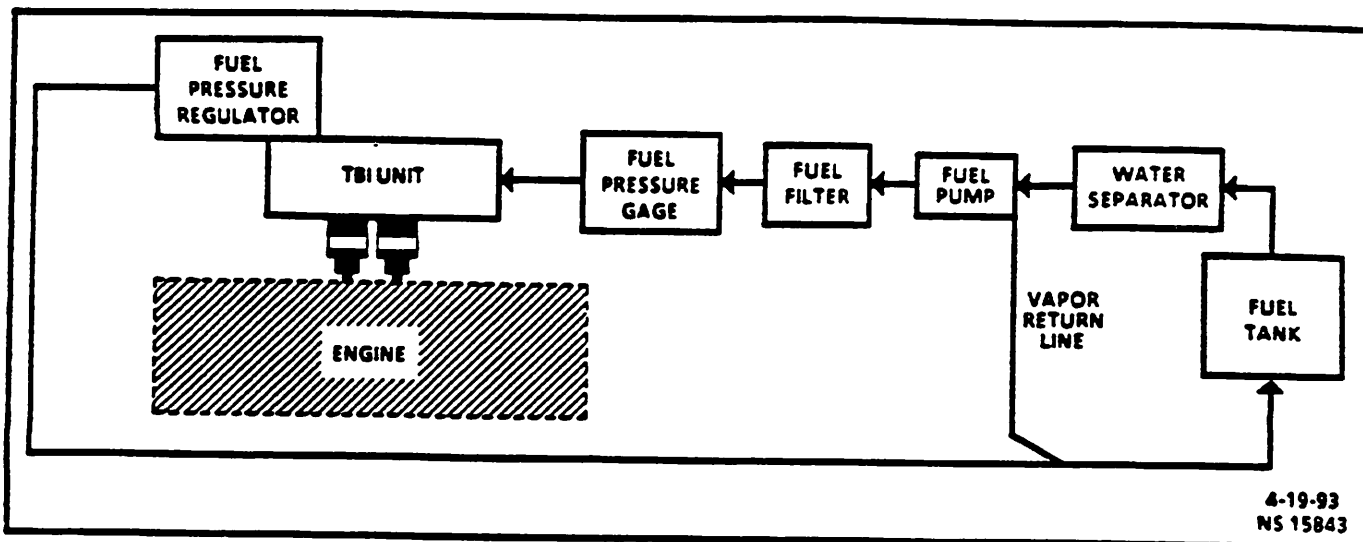 FUEL
PRESSURE
REGULATOR
TBI UNIT
FUEL
PRESSURE
GAGE
FUEL
FILTER
FUEL
PUMP
WATER
SEPARATOR
FUEL
TANK
VAPOR
RETURN
LINE
ENGINE
4-19-93
NS 15843